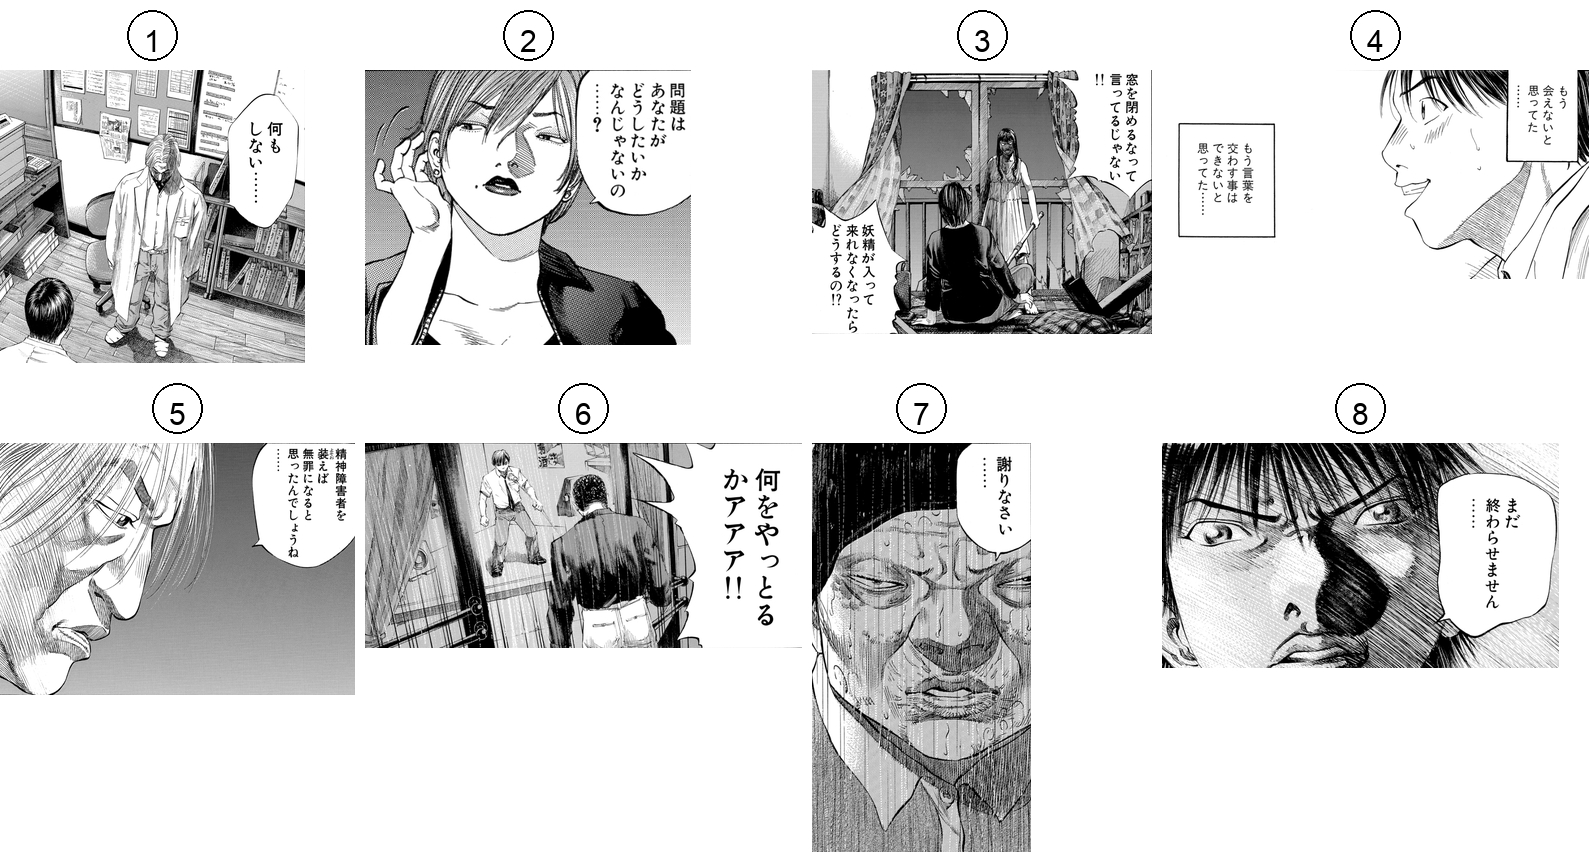 1
何も
しない……
2
問題は
あなたが
どうしたいか
なんじゃないの
……?
3
窓を閉めるなって
言ってるじゃない
!!
妖精が入って
来れなくなったら
どうするの!?
4
もう
会えないと
思ってた
……
もう言葉を
交わす事は
できないと
思ってた……
5
精神障害者を
装えば
無罪になると
思ったんでしょうね
……
6
何をやっとる
かアアア!!
7
謝りなさい
……
8
まだ
終わらせません
……